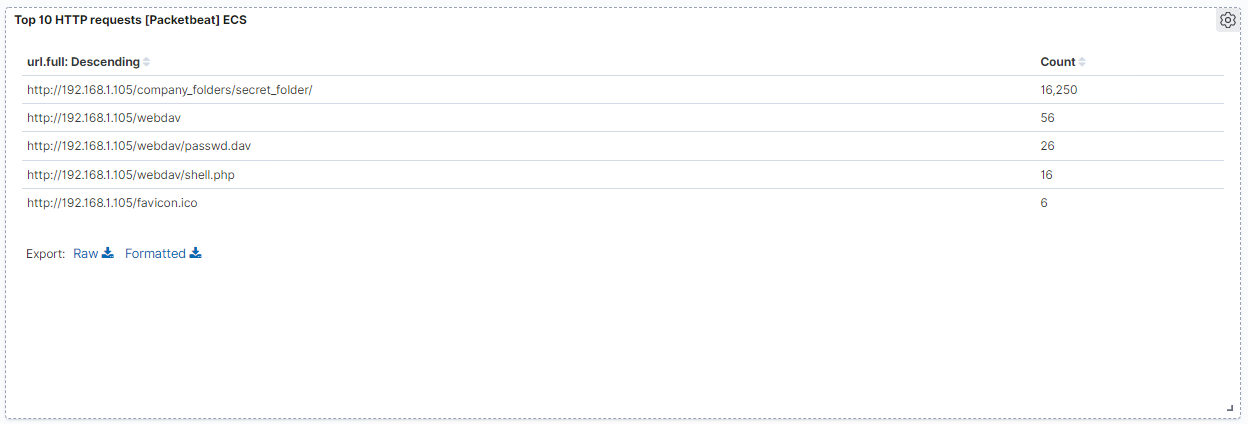 Top 10 HTTP requests [Packetbeat] ECS
url.full: Descending Count
http://192.168.1.105/company_folders/secret_folder/ 16,250
http://192.168.1.105/webdav 56
http://192.168.1.105/webdav/passwd.dav 26
http://192.168.1.105/webdav/shell.php 16
http://192.168.1.105/favicon.ico 6
Export: Raw Formatted